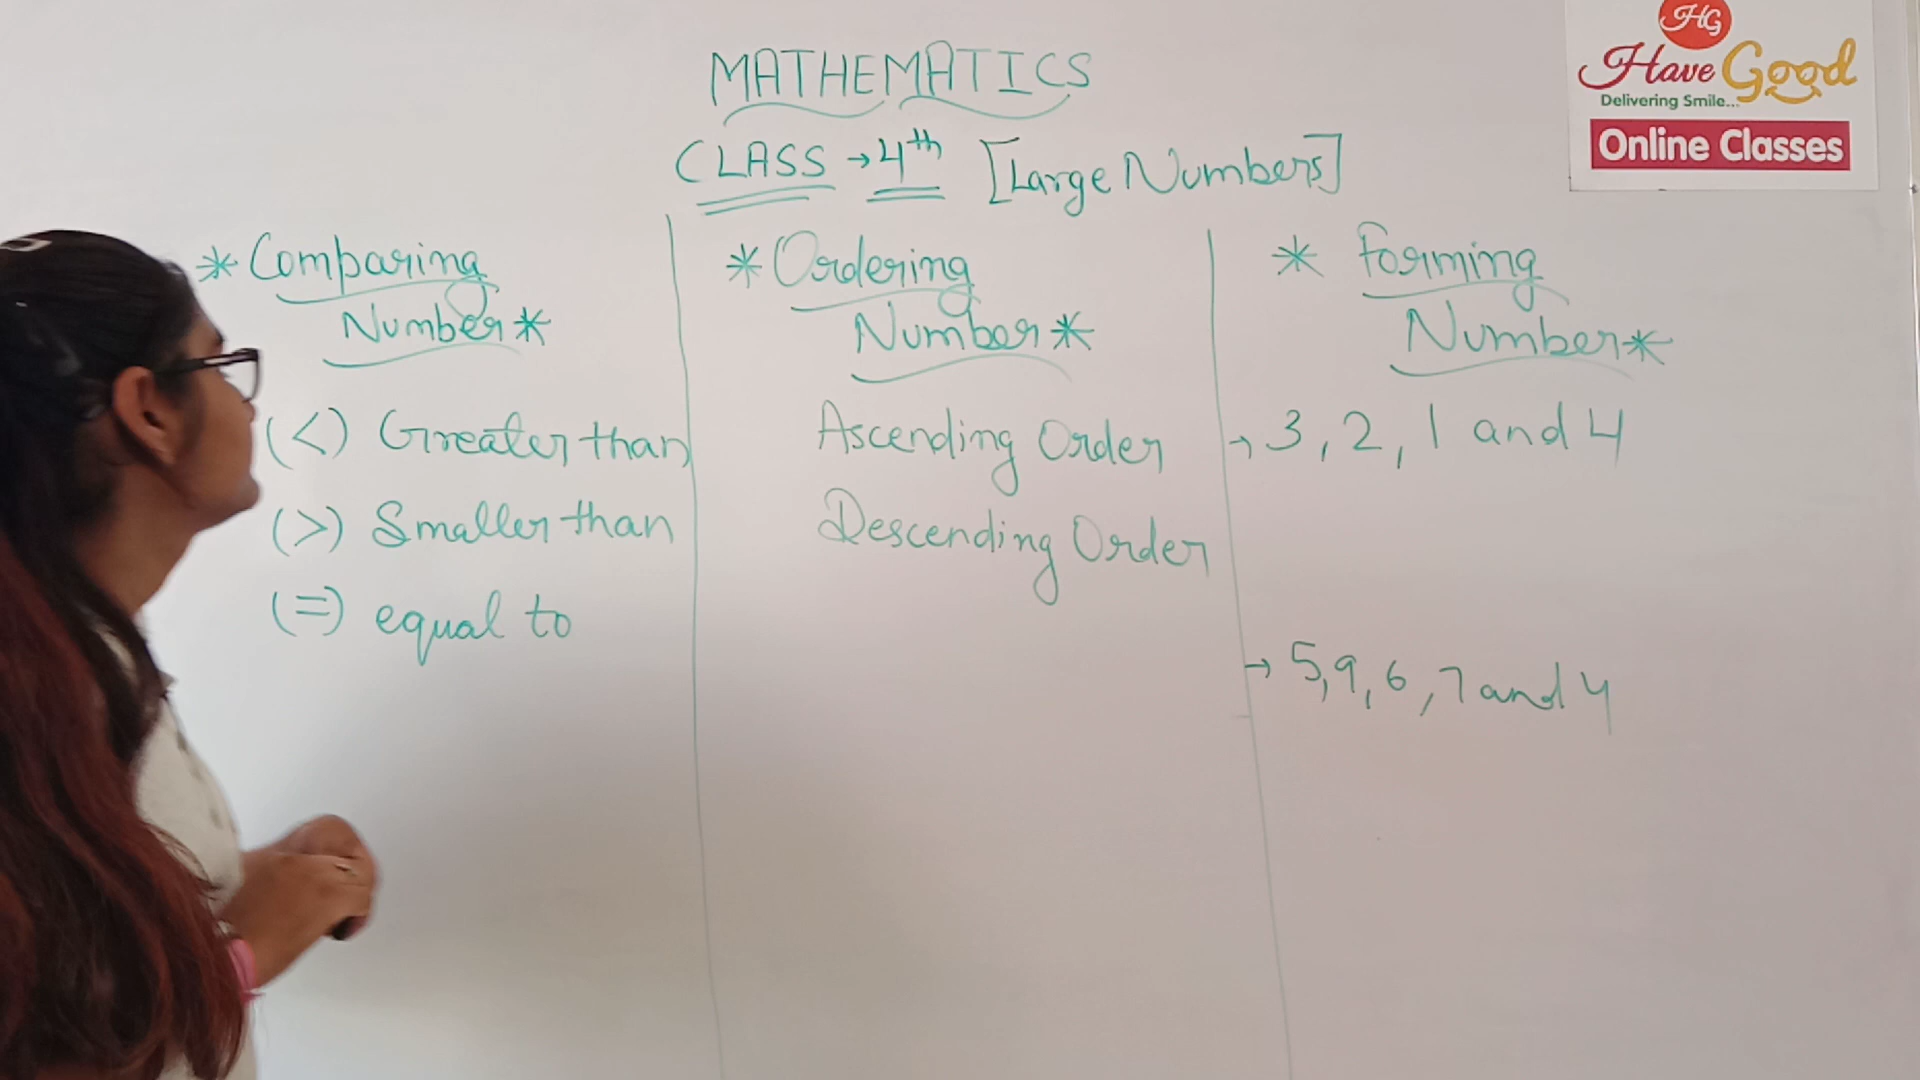 MATHEMATICS
CLASS → 4th [Large Numbers]
* Comparing
Number *
(<) Greater than
(>) Smaller than
(=) equal to
* Ordering
Number *
Ascending Order
Descending Order
* Forming
Number *
→ 3, 2, 1 and 4
→ 5, 9, 6, 7 and 4
HG
Have Good
Delivering Smile...
Online Classes